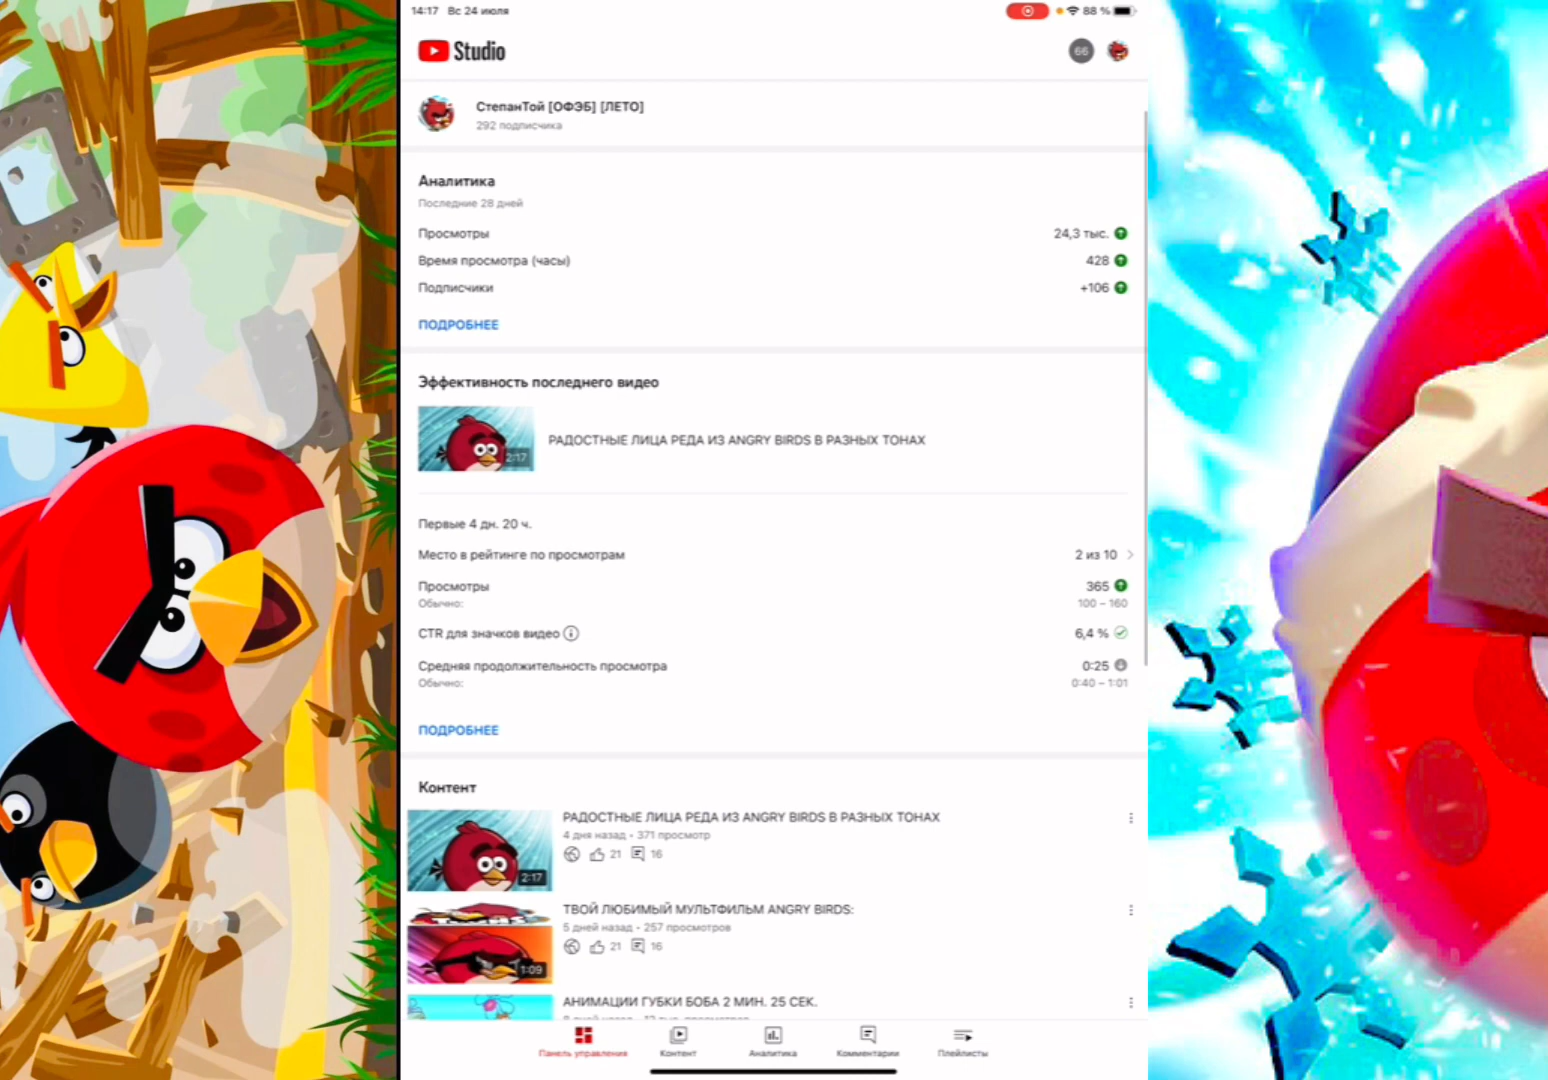 14:17 Вс 24 июля
88 %
Studio
66
СтепанТой [ОФЭБ] [ЛЕТО]
292 подписчика
Аналитика
Последние 28 дней
Просмотры 24,3 тыс.
Время просмотра (часы) 428
Подписчики +106
ПОДРОБНЕЕ
Эффективность последнего видео
2:17
РАДОСТНЫЕ ЛИЦА РЕДА ИЗ ANGRY BIRDS В РАЗНЫХ ТОНАХ
Первые 4 дн. 20 ч.
Место в рейтинге по просмотрам 2 из 10
Просмотры 365
Обычно: 100 – 160
CTR для значков видео 6,4 %
Средняя продолжительность просмотра 0:25
Обычно: 0:40 – 1:01
ПОДРОБНЕЕ
Контент
РАДОСТНЫЕ ЛИЦА РЕДА ИЗ ANGRY BIRDS В РАЗНЫХ ТОНАХ
4 дня назад • 371 просмотр
21 16
2:17
ТВОЙ ЛЮБИМЫЙ МУЛЬТФИЛЬМ ANGRY BIRDS:
5 дней назад • 257 просмотров
21 16
1:09
АНИМАЦИИ ГУБКИ БОБА 2 МИН. 25 СЕК.
Панель управления Контент Аналитика Комментарии Плейлисты